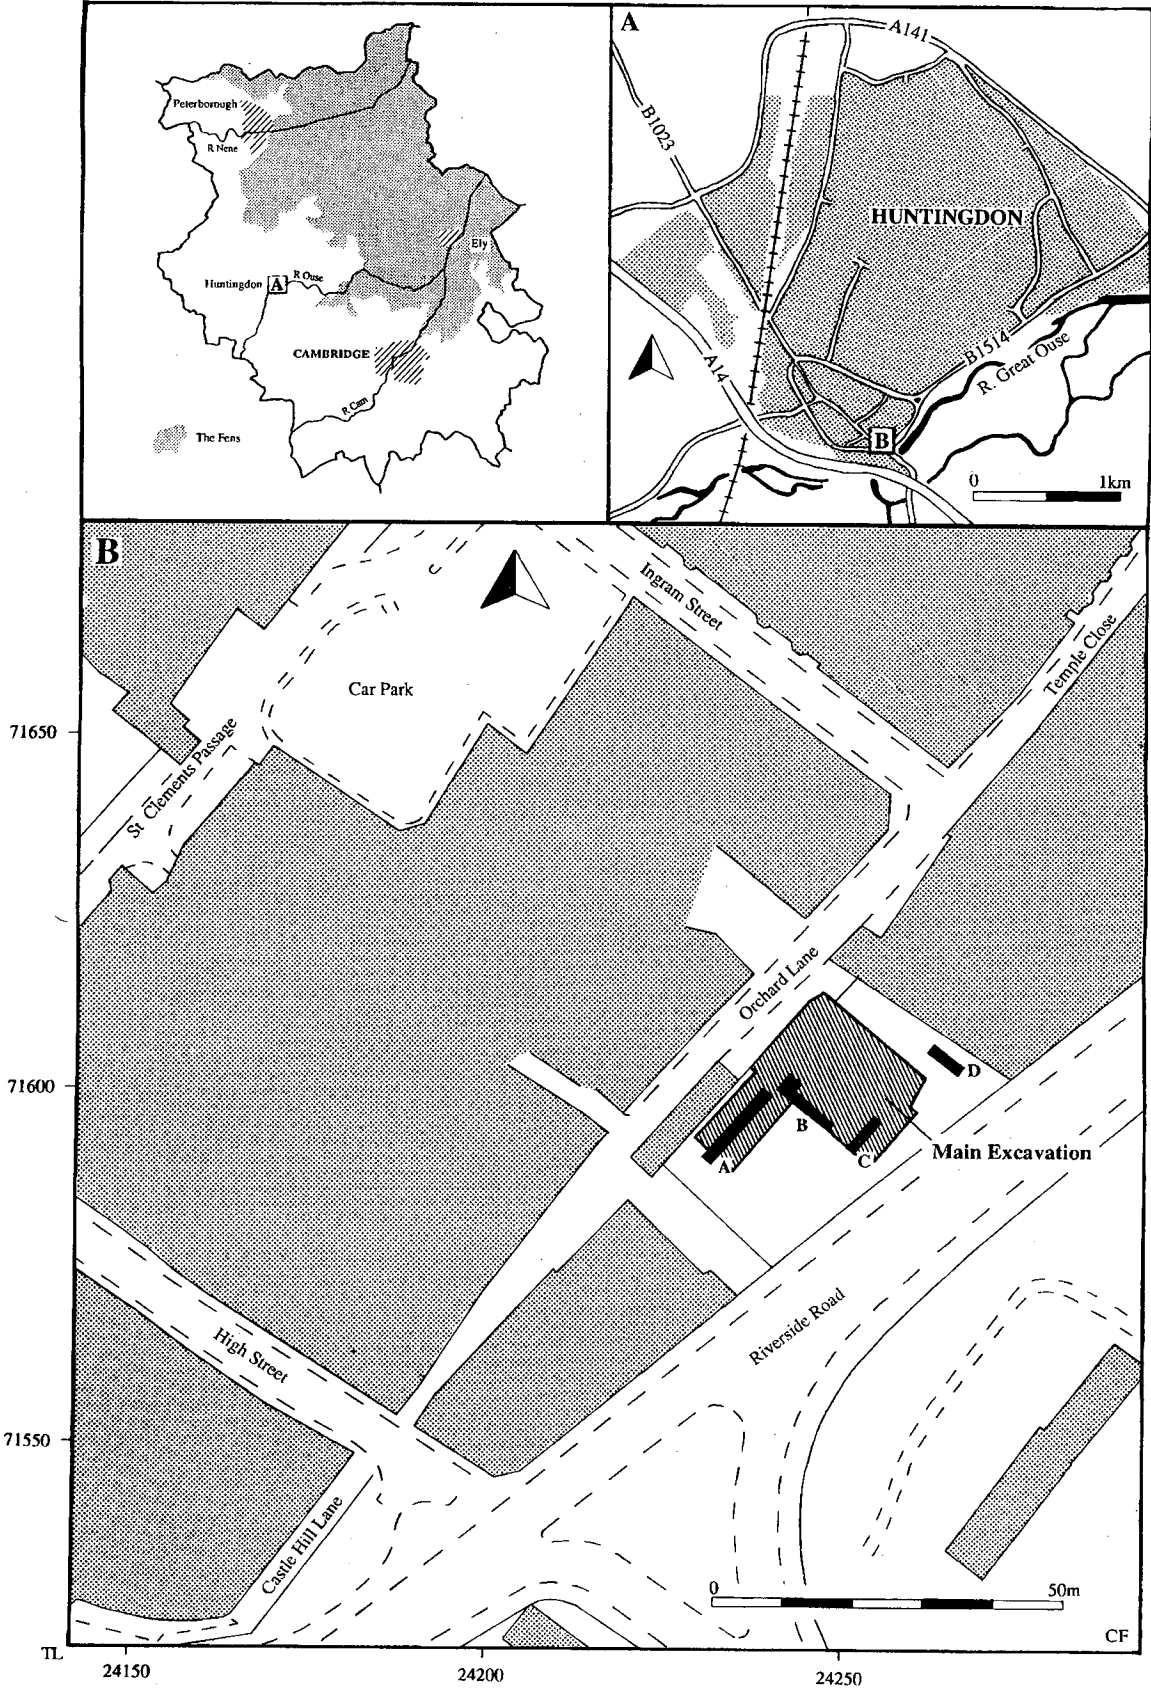 Peterborough
R Nene
Ely
Huntingdon
A
R Ouse
CAMBRIDGE
R Cam
The Fens
A
A141
B1023
HUNTINGDON
A14
B1514
R. Great Ouse
B
0 1km
B
Ingram Street
Temple Close
Car Park
St Clements Passage
71650
Orchard Lane
71600
D
B
A
C
Main Excavation
Riverside Road
High Street
71550
Castle Hill Lane
0 50m
CF
TL
24150
24200
24250